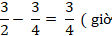 3/2 - 3/4 = 3/4 ( giờ